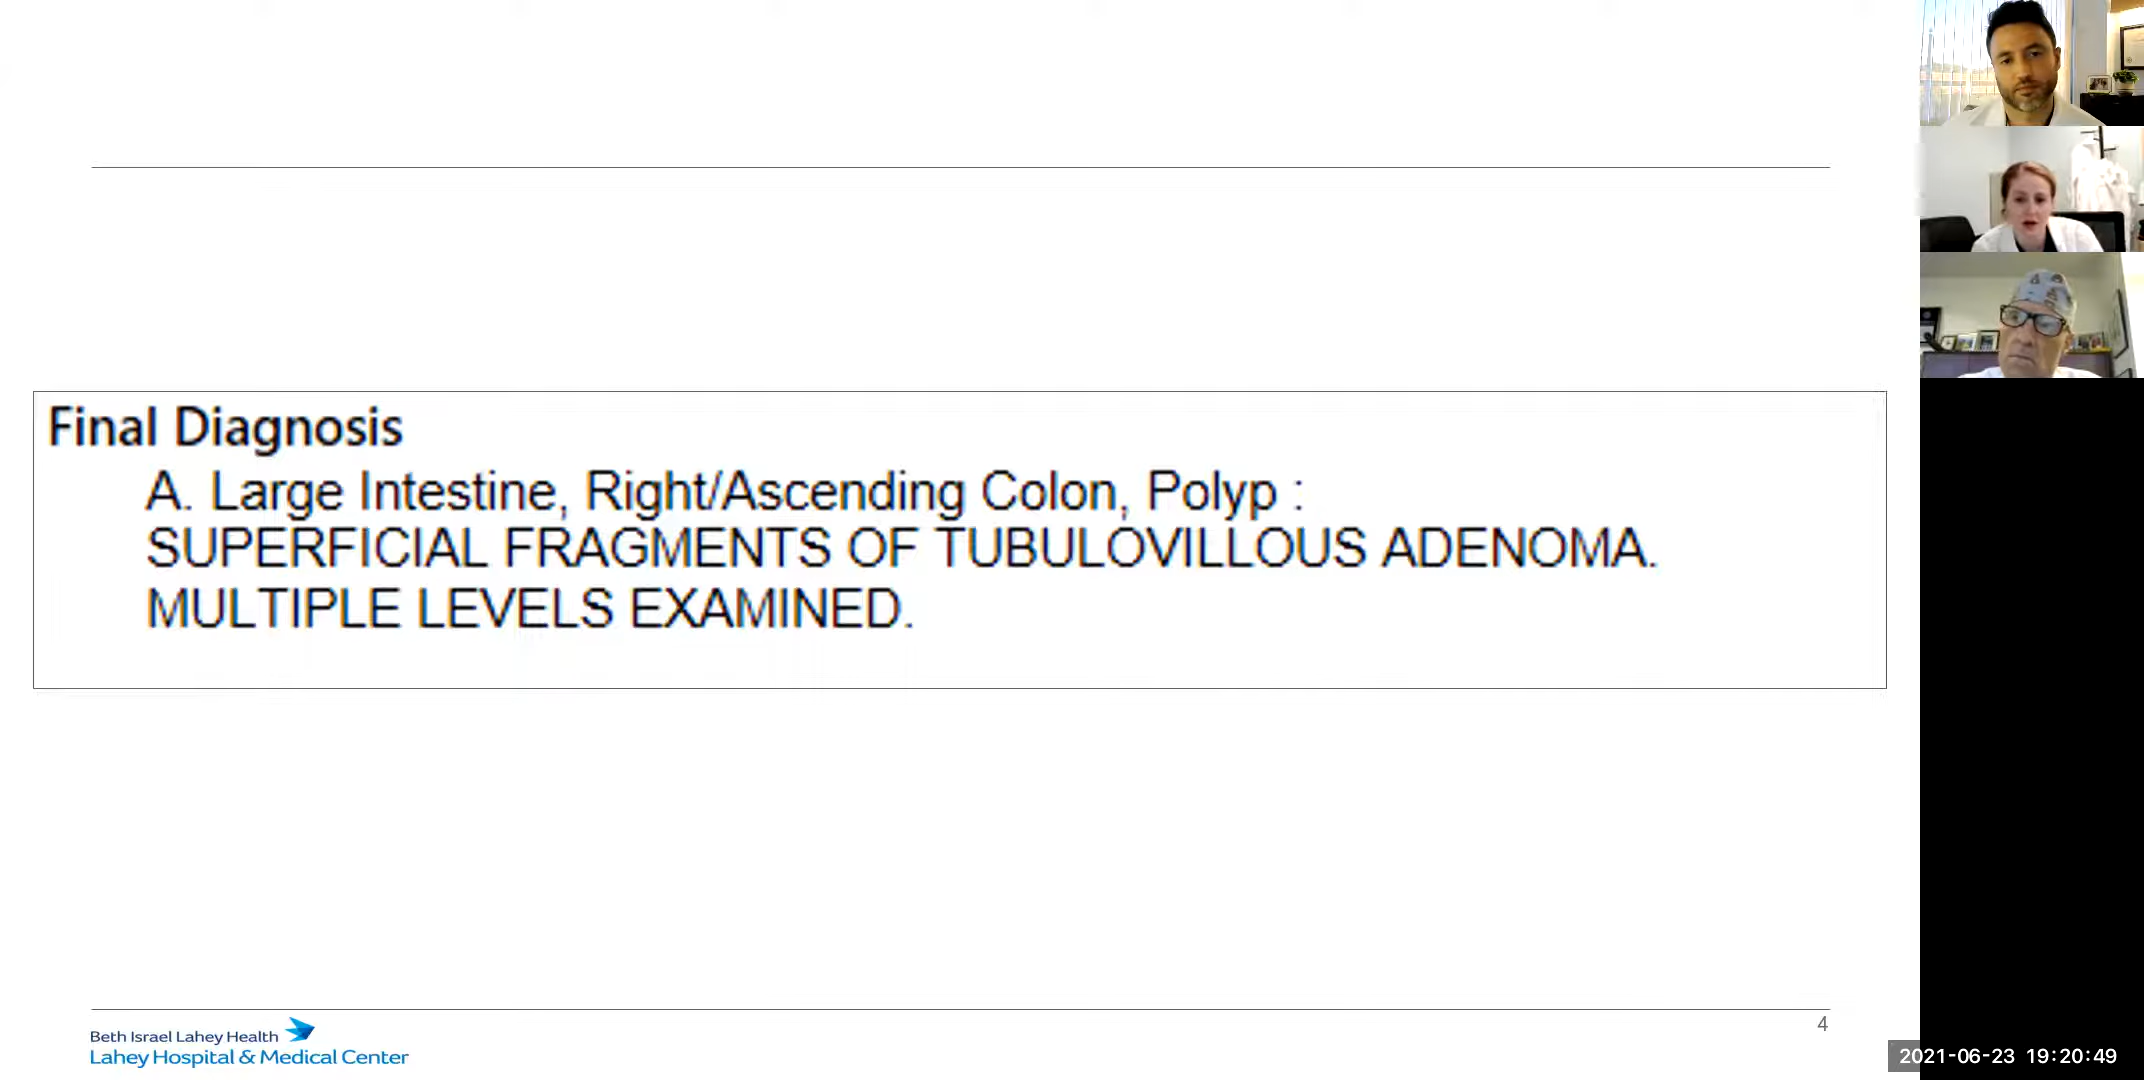 Final Diagnosis
A. Large Intestine, Right/Ascending Colon, Polyp :
SUPERFICIAL FRAGMENTS OF TUBULOVILLOUS ADENOMA.
MULTIPLE LEVELS EXAMINED.
Beth Israel Lahey Health
Lahey Hospital & Medical Center
4
2021-06-23 19:20:49